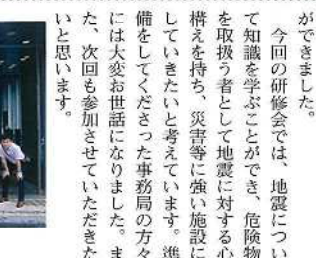 ができました。
今回の研修会では、地震につい
て知識を学ぶことができ、危険物
を取扱う者として地震に対する心
構えを持ち、災害等に強い施設に
していきたいと考えています。準
備をしてくださった事務局の方々
には大変お世話になりました。ま
た、次回も参加させていただきた
いと思います。